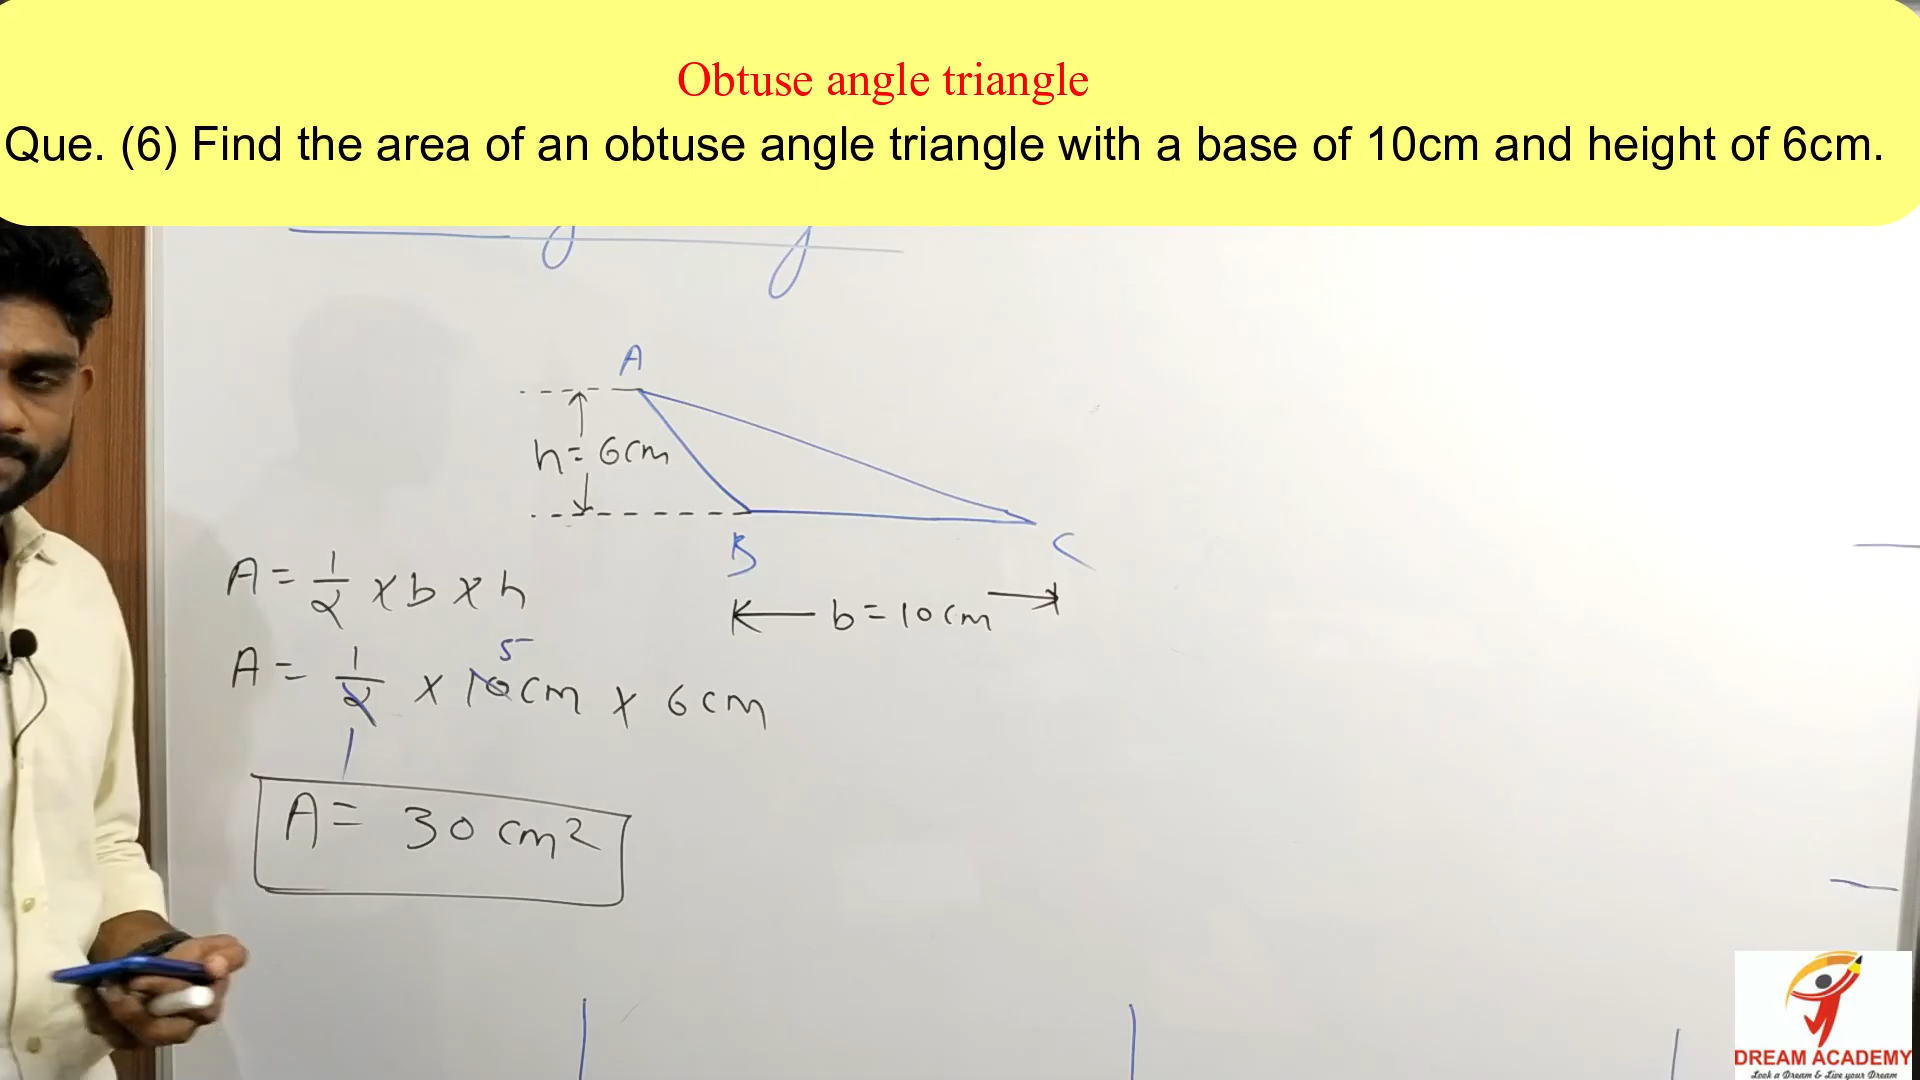 Obtuse angle triangle
Que. (6) Find the area of an obtuse angle triangle with a base of 10cm and height of 6cm.
A
h = 6cm
B
C
b = 10cm
A = 1/2 × b × h
5
A = 1/2 × 10cm × 6cm
1
A = 30 cm²
DREAM ACADEMY
Look a Dream & Live your Dream